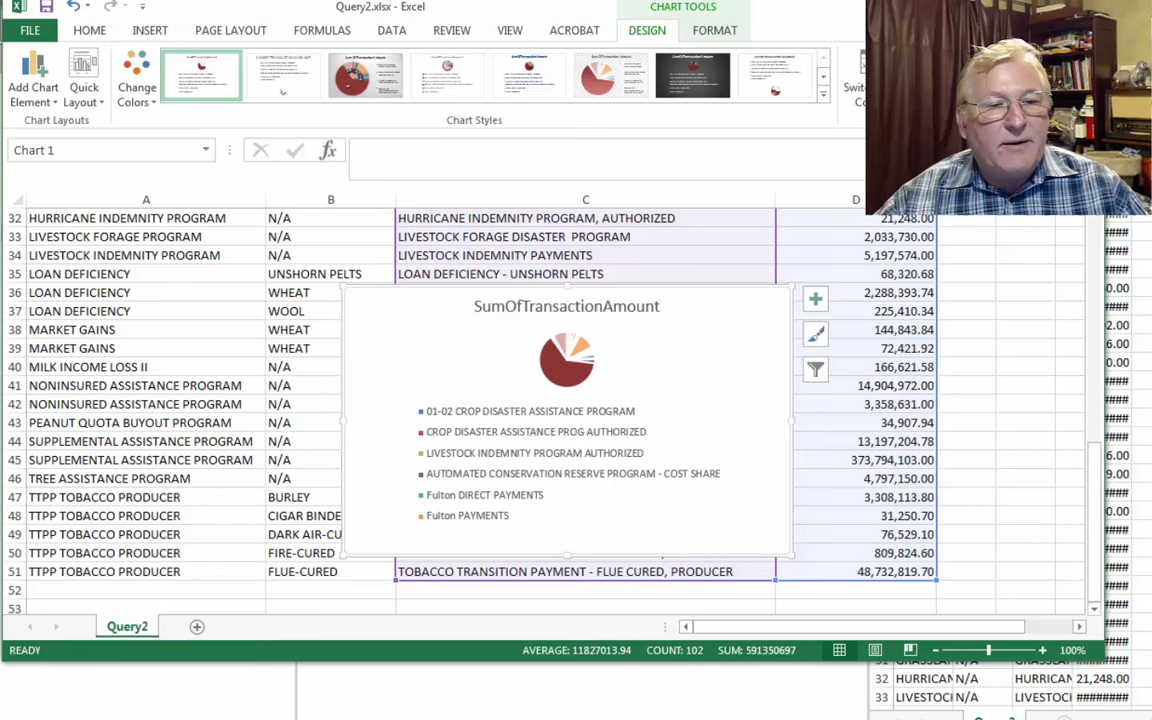 Query2.xlsx - Excel
CHART TOOLS
FILE HOME INSERT PAGE LAYOUT FORMULAS DATA REVIEW VIEW ACROBAT DESIGN FORMAT
Add Chart Element
Quick Layout
Change Colors
Chart Layouts
Chart Styles
Chart 1
fx
A B C D
32 HURRICANE INDEMNITY PROGRAM N/A HURRICANE INDEMNITY PROGRAM, AUTHORIZED 21,248.00
33 LIVESTOCK FORAGE PROGRAM N/A LIVESTOCK FORAGE DISASTER PROGRAM 2,033,730.00
34 LIVESTOCK INDEMNITY PROGRAM N/A LIVESTOCK INDEMNITY PAYMENTS 5,197,574.00
35 LOAN DEFICIENCY UNSHORN PELTS LOAN DEFICIENCY - UNSHORN PELTS 68,320.68
36 LOAN DEFICIENCY WHEAT 2,288,393.74
37 LOAN DEFICIENCY WOOL 225,410.34
38 MARKET GAINS WHEAT 144,843.84
39 MARKET GAINS WHEAT 72,421.92
40 MILK INCOME LOSS II N/A 166,621.58
41 NONINSURED ASSISTANCE PROGRAM N/A 14,904,972.00
42 NONINSURED ASSISTANCE PROGRAM N/A 3,358,631.00
43 PEANUT QUOTA BUYOUT PROGRAM N/A 34,907.94
44 SUPPLEMENTAL ASSISTANCE PROGRAM N/A 13,197,204.78
45 SUPPLEMENTAL ASSISTANCE PROGRAM N/A 373,794,103.00
46 TREE ASSISTANCE PROGRAM N/A 4,797,150.00
47 TTPP TOBACCO PRODUCER BURLEY 3,308,113.80
48 TTPP TOBACCO PRODUCER CIGAR BINDE 31,250.70
49 TTPP TOBACCO PRODUCER DARK AIR-CU 76,529.10
50 TTPP TOBACCO PRODUCER FIRE-CURED 809,824.60
51 TTPP TOBACCO PRODUCER FLUE-CURED TOBACCO TRANSITION PAYMENT - FLUE CURED, PRODUCER 48,732,819.70
52
53
SumOfTransactionAmount
01-02 CROP DISASTER ASSISTANCE PROGRAM
CROP DISASTER ASSISTANCE PROG AUTHORIZED
LIVESTOCK INDEMNITY PROGRAM AUTHORIZED
AUTOMATED CONSERVATION RESERVE PROGRAM - COST SHARE
Fulton DIRECT PAYMENTS
Fulton PAYMENTS
Query2
READY AVERAGE: 11827013.94 COUNT: 102 SUM: 591350697 100%
32 HURRICAN N/A HURRICAN 21,248.00
33 LIVESTOCK N/A LIVESTOCK ########